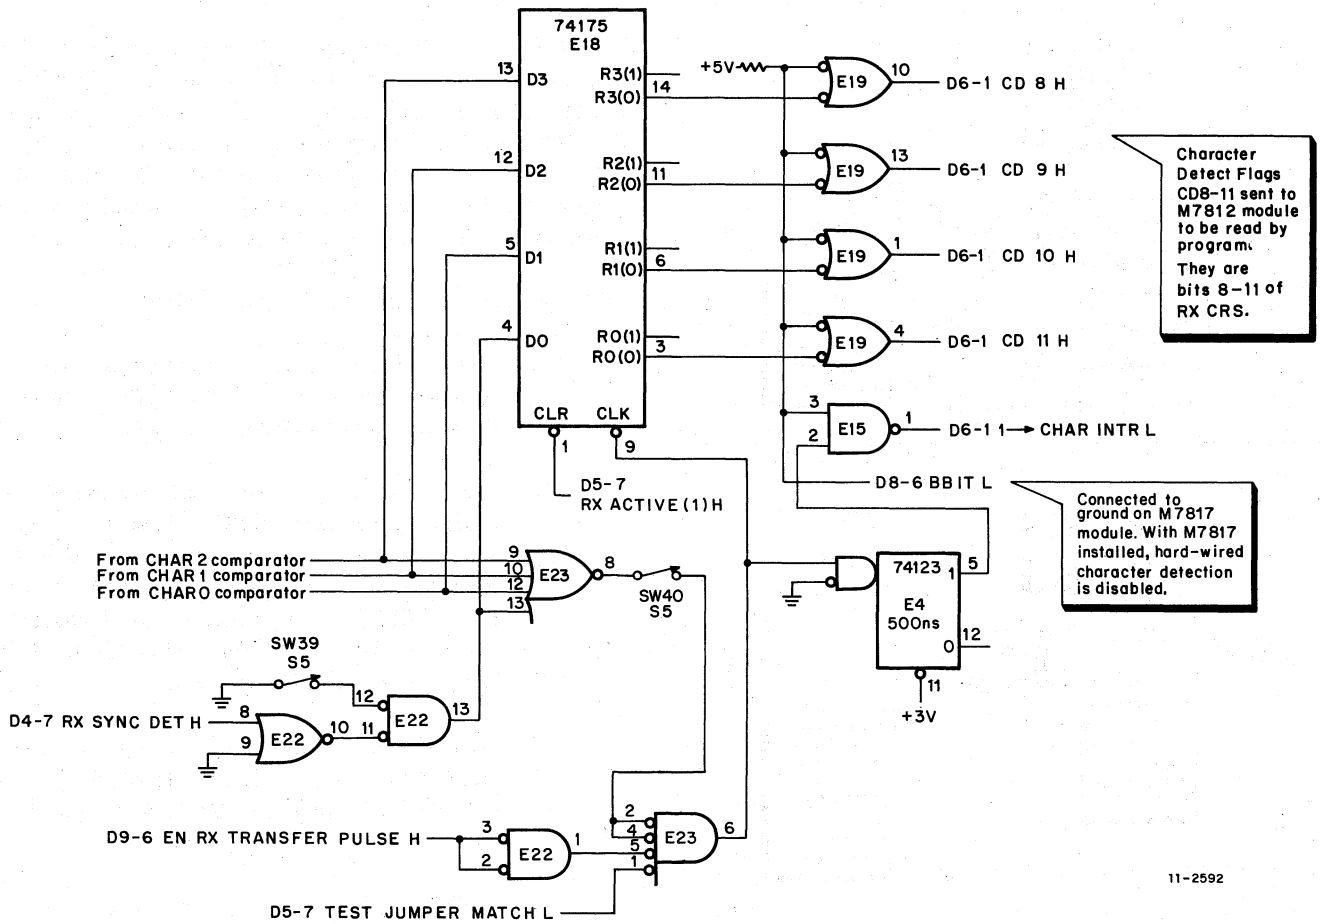 74175
E18
13
D3
R3(1)
14
R3(0)
+5V
E19
10
D6-1 CD 8 H
12
D2
R2(1)
11
R2(0)
E19
13
D6-1 CD 9 H
5
D1
R1(1)
6
R1(0)
E19
1
D6-1 CD 10 H
4
D0
R0(1)
3
R0(0)
E19
4
D6-1 CD 11 H
Character
Detect Flags
CD8-11 sent to
M7812 module
to be read by
program.
They are
bits 8-11 of
RX CRS.
CLR CLK
1
9
D5-7
RX ACTIVE (1) H
3
2
E15
1
D6-1 1→ CHAR INTR L
D8-6 BBIT L
Connected to
ground on M7817
module. With M7817
installed, hard-wired
character detection
is disabled.
From CHAR 2 comparator
From CHAR 1 comparator
From CHAR 0 comparator
9
10
12
13
E23
8
SW40
S5
74123
1
5
E4
500ns
0
12
11
+3V
SW39
S5
12
11
E22
13
D4-7 RX SYNC DET H
8
9
E22
10
D9-6 EN RX TRANSFER PULSE H
3
2
E22
1
2
4
5
1
E23
6
D5-7 TEST JUMPER MATCH L
11-2592